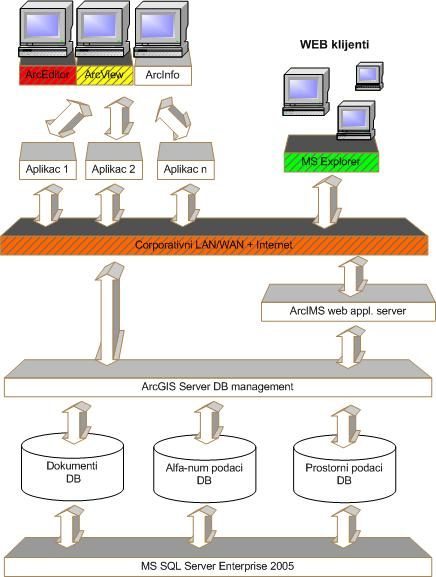 WEB klijenti
ArcEditor
ArcView
ArcInfo
Aplikac 1
Aplikac 2
Aplikac n
MS Explorer
Corporativni LAN/WAN + Internet
ArcIMS web appl. server
ArcGIS Server DB management
Dokumenti
DB
Alfa-num podaci
DB
Prostorni podaci
DB
MS SQL Server Enterprise 2005